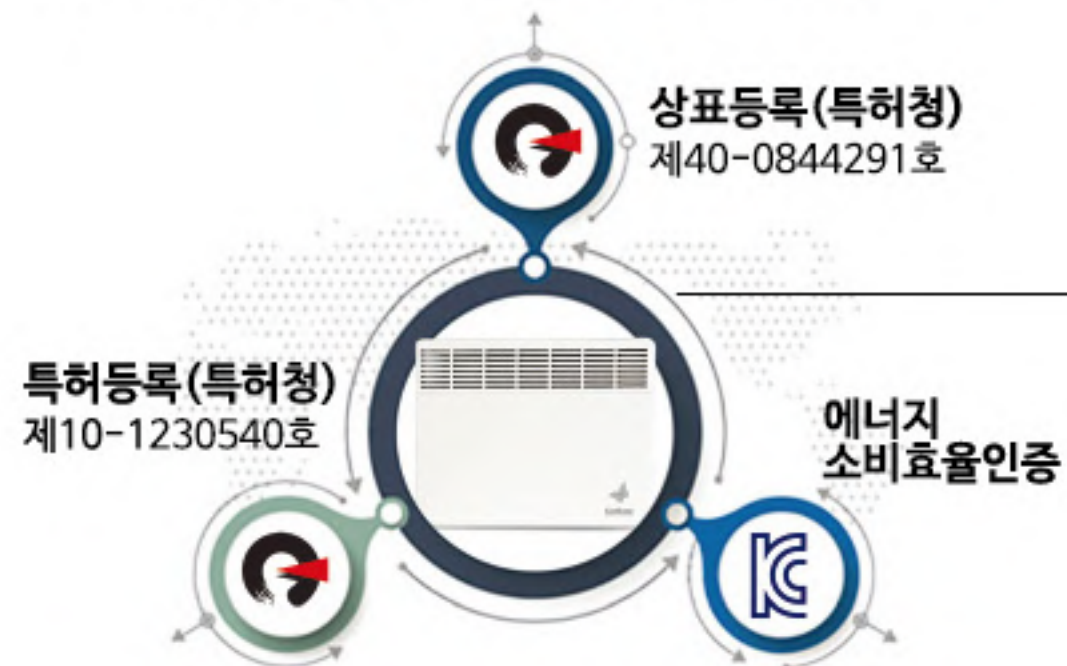 상표등록(특허청)
제40-0844291호
특허등록(특허청)
제10-1230540호
에너지
소비효율인증